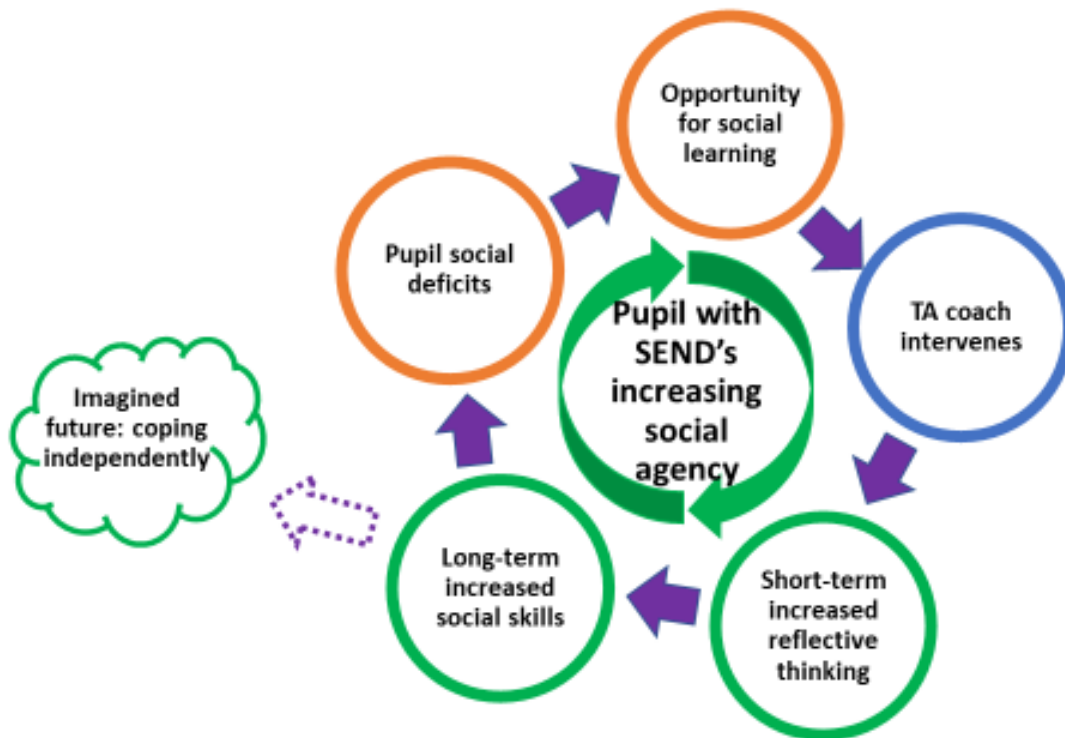 Opportunity
for social
learning
Pupil social
deficits
TA coach
intervenes
Pupil with
SEND's
increasing
social
agency
Imagined
future: coping
independently
Long-term
increased
social skills
Short-term
increased
reflective
thinking